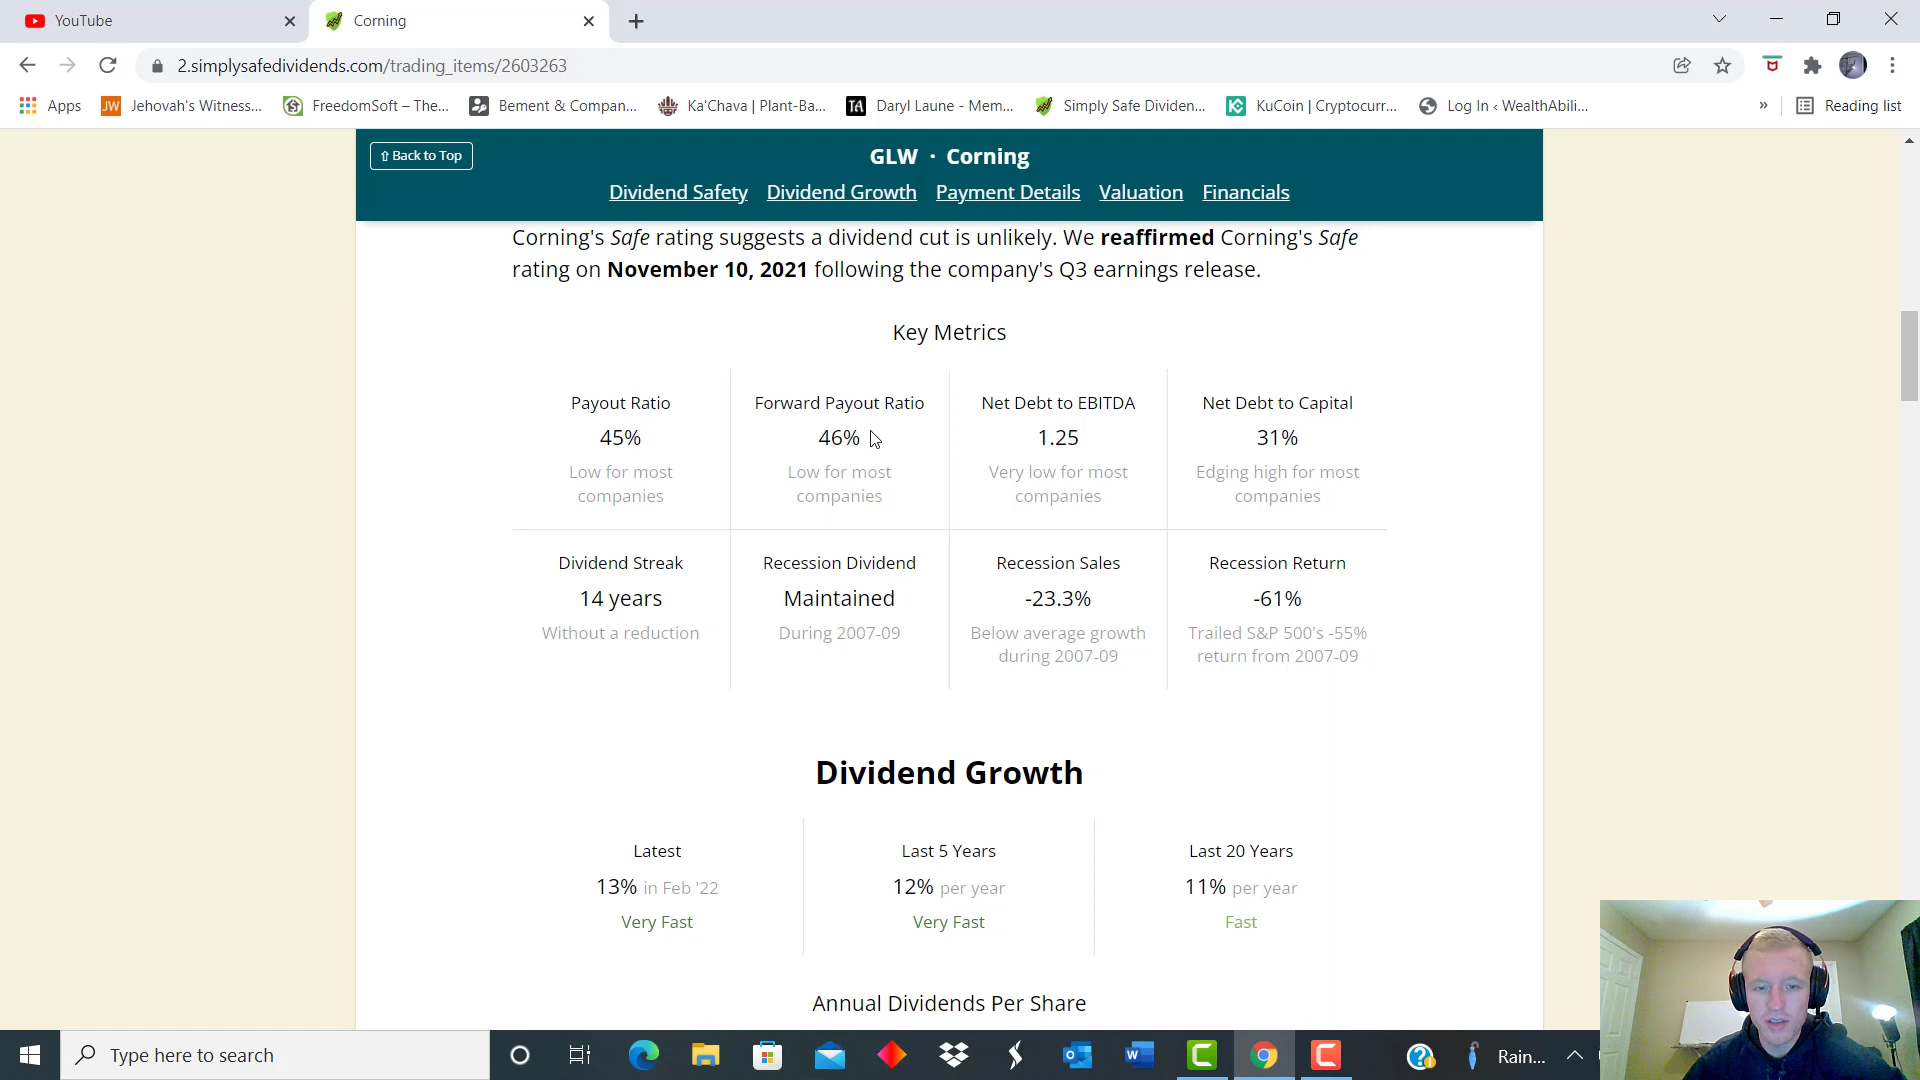 YouTube
Corning
2.simplysafedividends.com/trading_items/2603263
Apps
JW
Jehovah's Witness...
FreedomSoft – The...
Bement & Compan...
Ka'Chava | Plant-Ba...
Daryl Laune - Mem...
Simply Safe Dividen...
KuCoin | Cryptocurr...
Log In ‹ WealthAbili...
»
Reading list
⇧ Back to Top
GLW · Corning
Dividend Safety
Dividend Growth
Payment Details
Valuation
Financials
Corning's Safe rating suggests a dividend cut is unlikely. We reaffirmed Corning's Safe
rating on November 10, 2021 following the company's Q3 earnings release.
Key Metrics
Payout Ratio
45%
Low for most
companies
Forward Payout Ratio
46%
Low for most
companies
Net Debt to EBITDA
1.25
Very low for most
companies
Net Debt to Capital
31%
Edging high for most
companies
Dividend Streak
14 years
Without a reduction
Recession Dividend
Maintained
During 2007-09
Recession Sales
-23.3%
Below average growth
during 2007-09
Recession Return
-61%
Trailed S&P 500's -55%
return from 2007-09
Dividend Growth
Latest
13% in Feb '22
Very Fast
Last 5 Years
12% per year
Very Fast
Last 20 Years
11% per year
Fast
Annual Dividends Per Share
Type here to search
Rain...